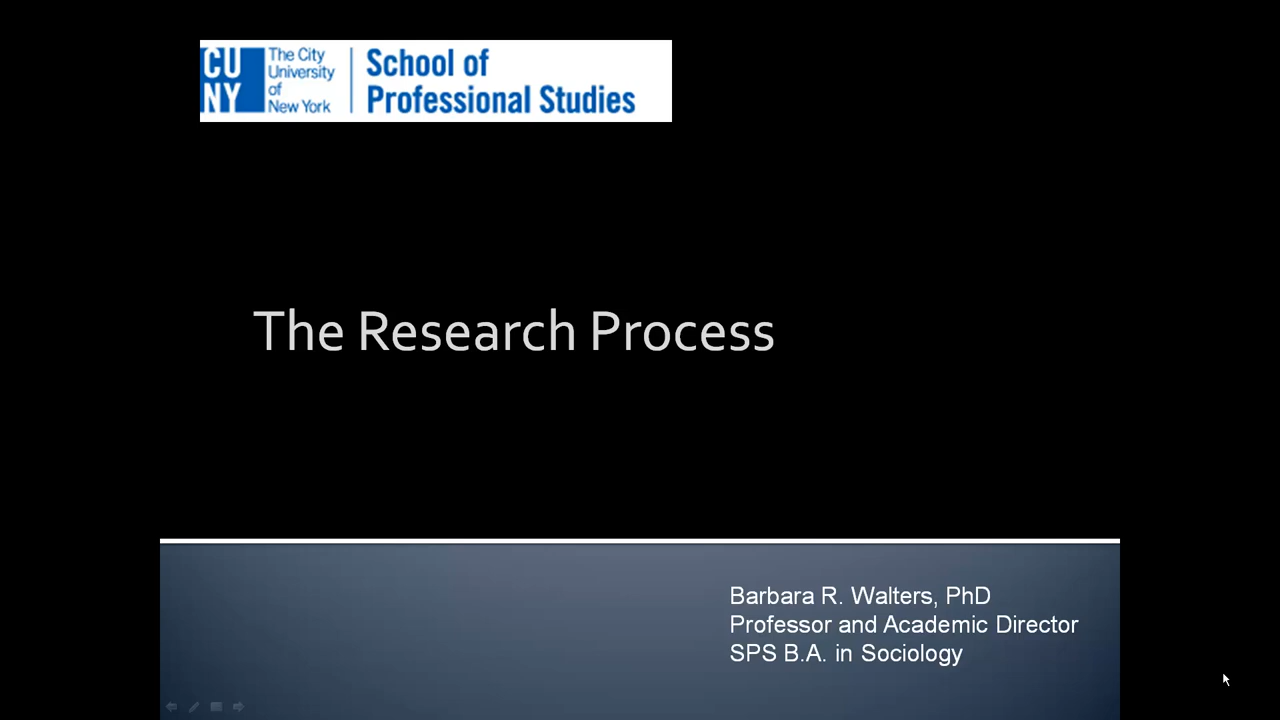 CU
NY
The City
University
of
New York
School of
Professional Studies
The Research Process
Barbara R. Walters, PhD
Professor and Academic Director
SPS B.A. in Sociology